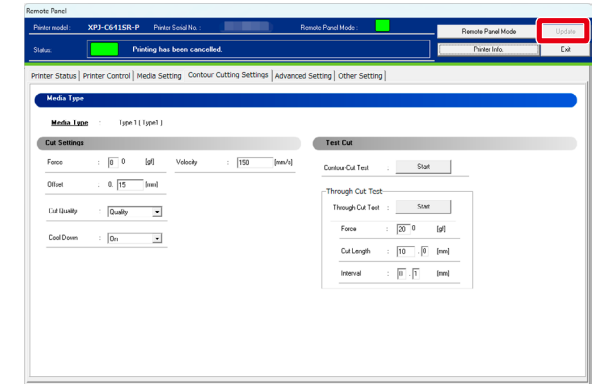 Remote Panel
Printer model : XPJ-C641SR-P Printer Serial No. : Remote Panel Mode :
Remote Panel Mode Update
Status: Printing has been cancelled. Printer Info. Exit
Printer Status Printer Control Media Setting Contour Cutting Settings Advanced Setting Other Setting
Media Type
Media Type : Type 1 [ Type1 ]
Cut Settings Test Cut
Force : 8 0 [gf] Velocity : 150 [mm/s] Contour-Cut Test : Start
Offset : 0. 15 [mm]
Through Cut Test
Cut Quality : Quality Through Cut Test : Start
Cool Down : On Force : 20 0 [gf]
Cut Length : 10 . 0 [mm]
Interval : 0 . 1 [mm]